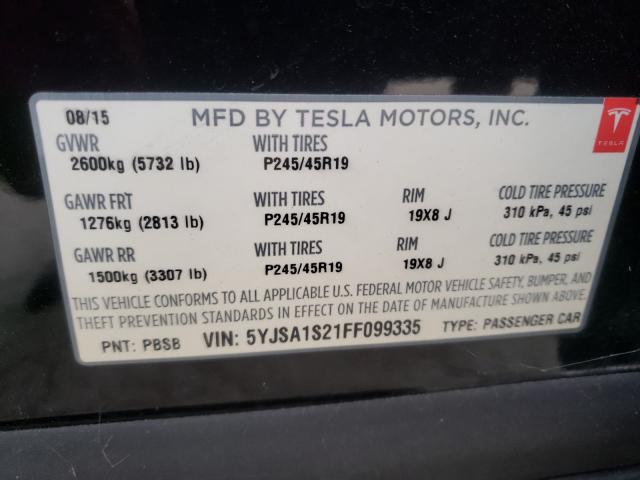 08/15 MFD BY TESLA MOTORS, INC.
TESLA
GVWR WITH TIRES
2600kg (5732 lb) P245/45R19
GAWR FRT WITH TIRES RIM COLD TIRE PRESSURE
1276kg (2813 lb) P245/45R19 19X8 J 310 kPa, 45 psi
GAWR RR WITH TIRES RIM COLD TIRE PRESSURE
1500kg (3307 lb) P245/45R19 19X8 J 310 kPa, 45 psi
THIS VEHICLE CONFORMS TO ALL APPLICABLE U.S. FEDERAL MOTOR VEHICLE SAFETY, BUMPER, AND
THEFT PREVENTION STANDARDS IN EFFECT ON THE DATE OF MANUFACTURE SHOWN ABOVE.
PNT: PBSB VIN: 5YJSA1S21FF099335 TYPE: PASSENGER CAR